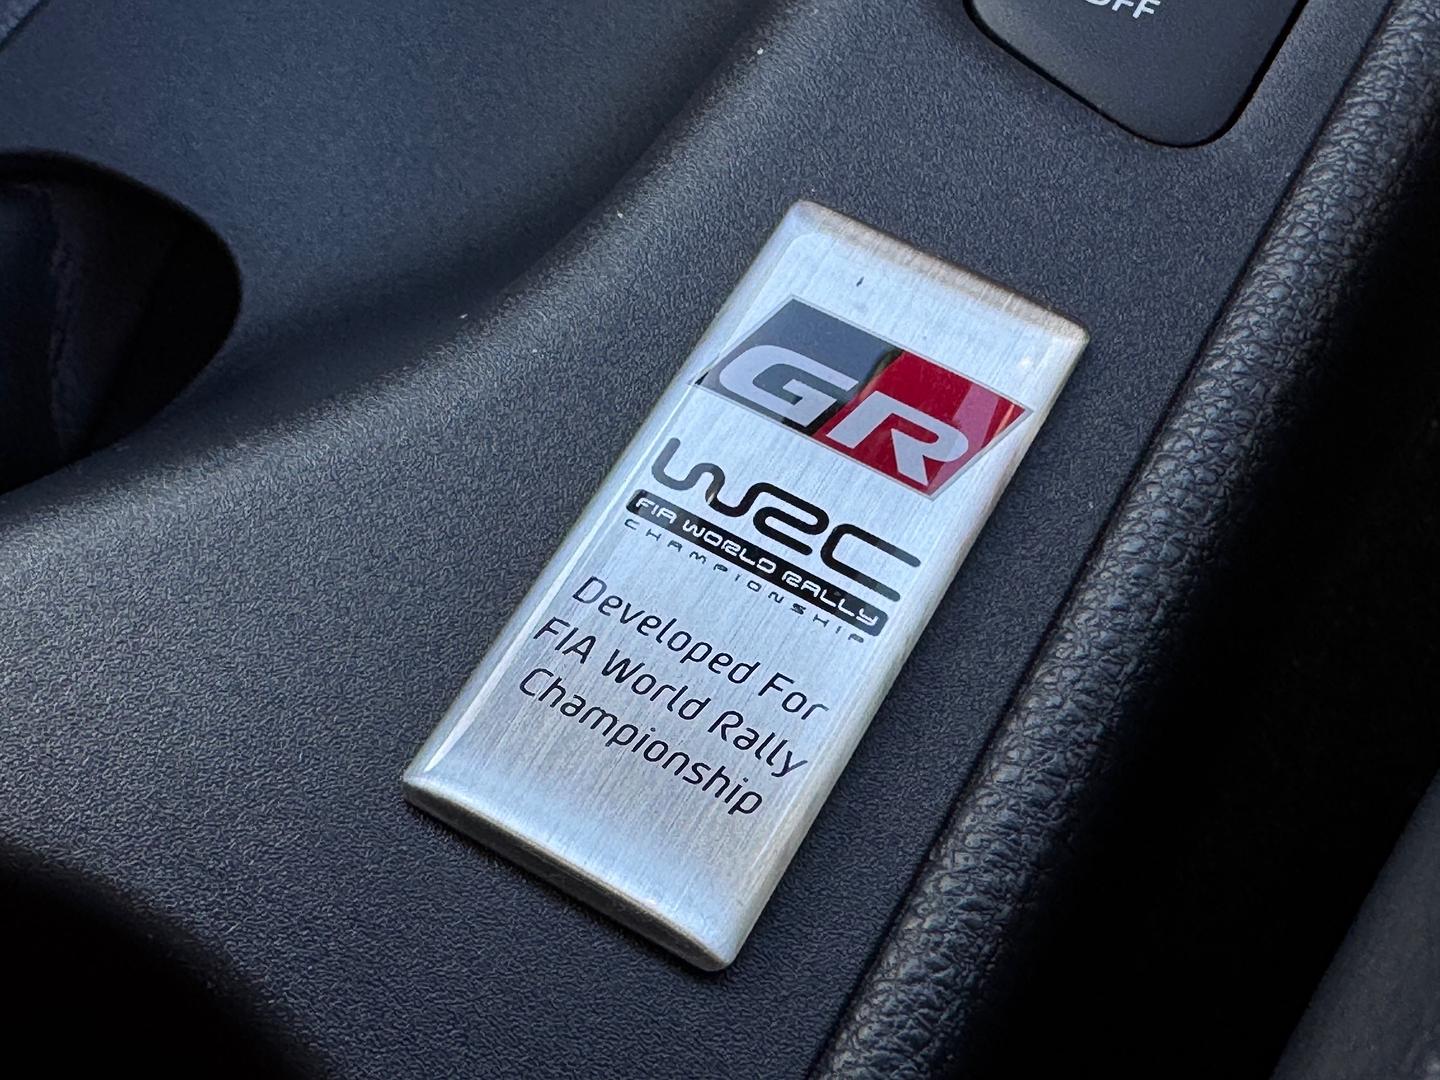 OFF
GR
WRC
FIA WORLD RALLY
CHAMPIONSHIP
Developed For
FIA World Rally
Championship